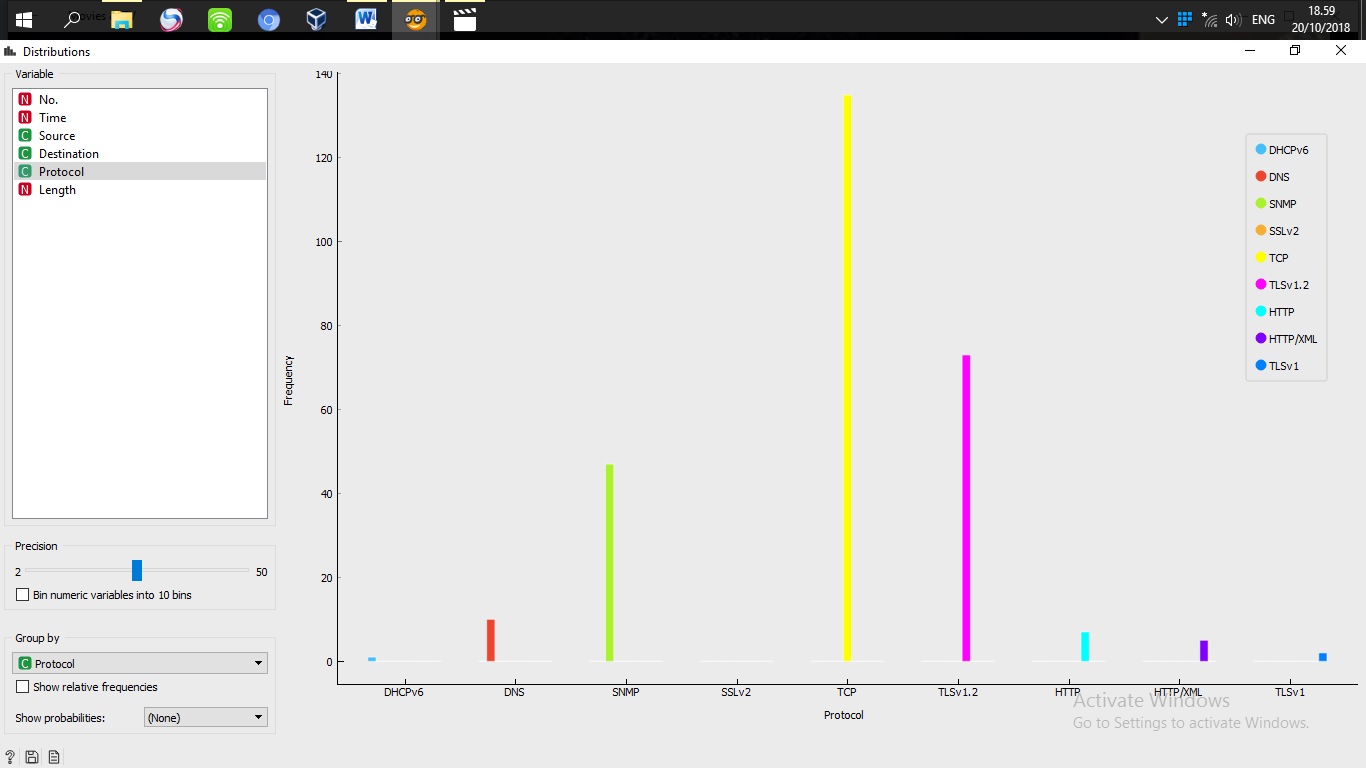 ovies
ENG
18.59
20/10/2018
Distributions
Variable
N No.
N Time
C Source
C Destination
C Protocol
N Length
Precision
2 50
Bin numeric variables into 10 bins
Group by
C Protocol
Show relative frequencies
Show probabilities: (None)
?
140
120
100
80
60
40
20
0
Frequency
DHCPv6 DNS SNMP SSLv2 TCP TLSv1.2 HTTP HTTP/XML TLSv1
Protocol
DHCPv6
DNS
SNMP
SSLv2
TCP
TLSv1.2
HTTP
HTTP/XML
TLSv1
Activate Windows
Go to Settings to activate Windows.